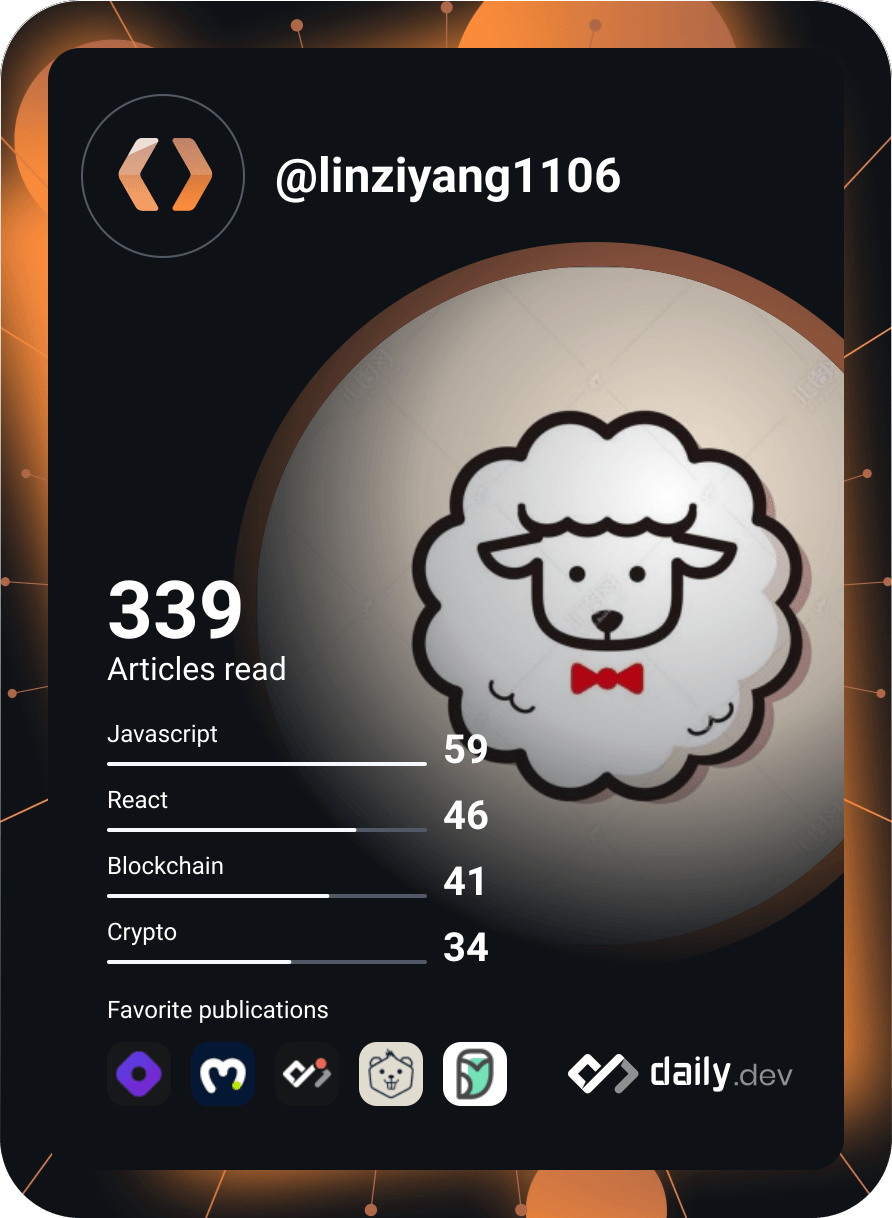 @linziyang1106
339
Articles read
Javascript
59
React
46
Blockchain
41
Crypto
34
Favorite publications
daily.dev